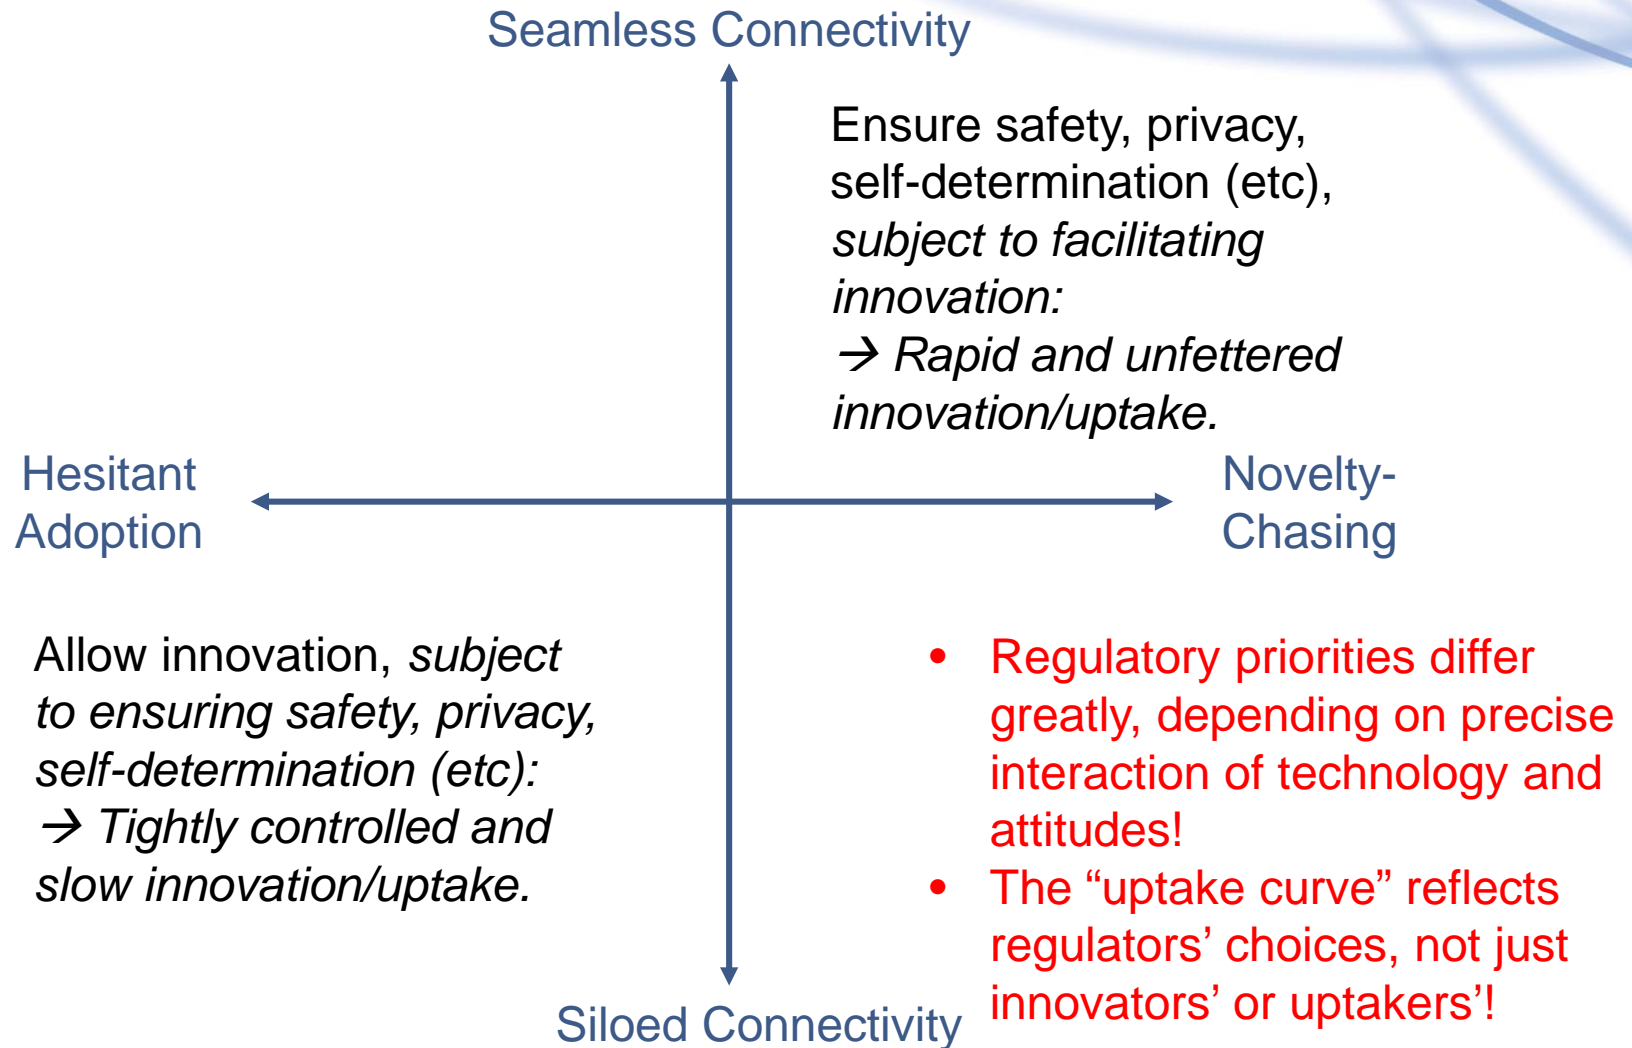 Seamless Connectivity
Ensure safety, privacy,
self-determination (etc),
subject to facilitating
innovation:
→ Rapid and unfettered
innovation/uptake.
Hesitant
Adoption
Novelty-
Chasing
Allow innovation, subject
to ensuring safety, privacy,
self-determination (etc):
→ Tightly controlled and
slow innovation/uptake.
• Regulatory priorities differ
greatly, depending on precise
interaction of technology and
attitudes!
• The “uptake curve” reflects
regulators’ choices, not just
innovators’ or uptakers’!
Siloed Connectivity